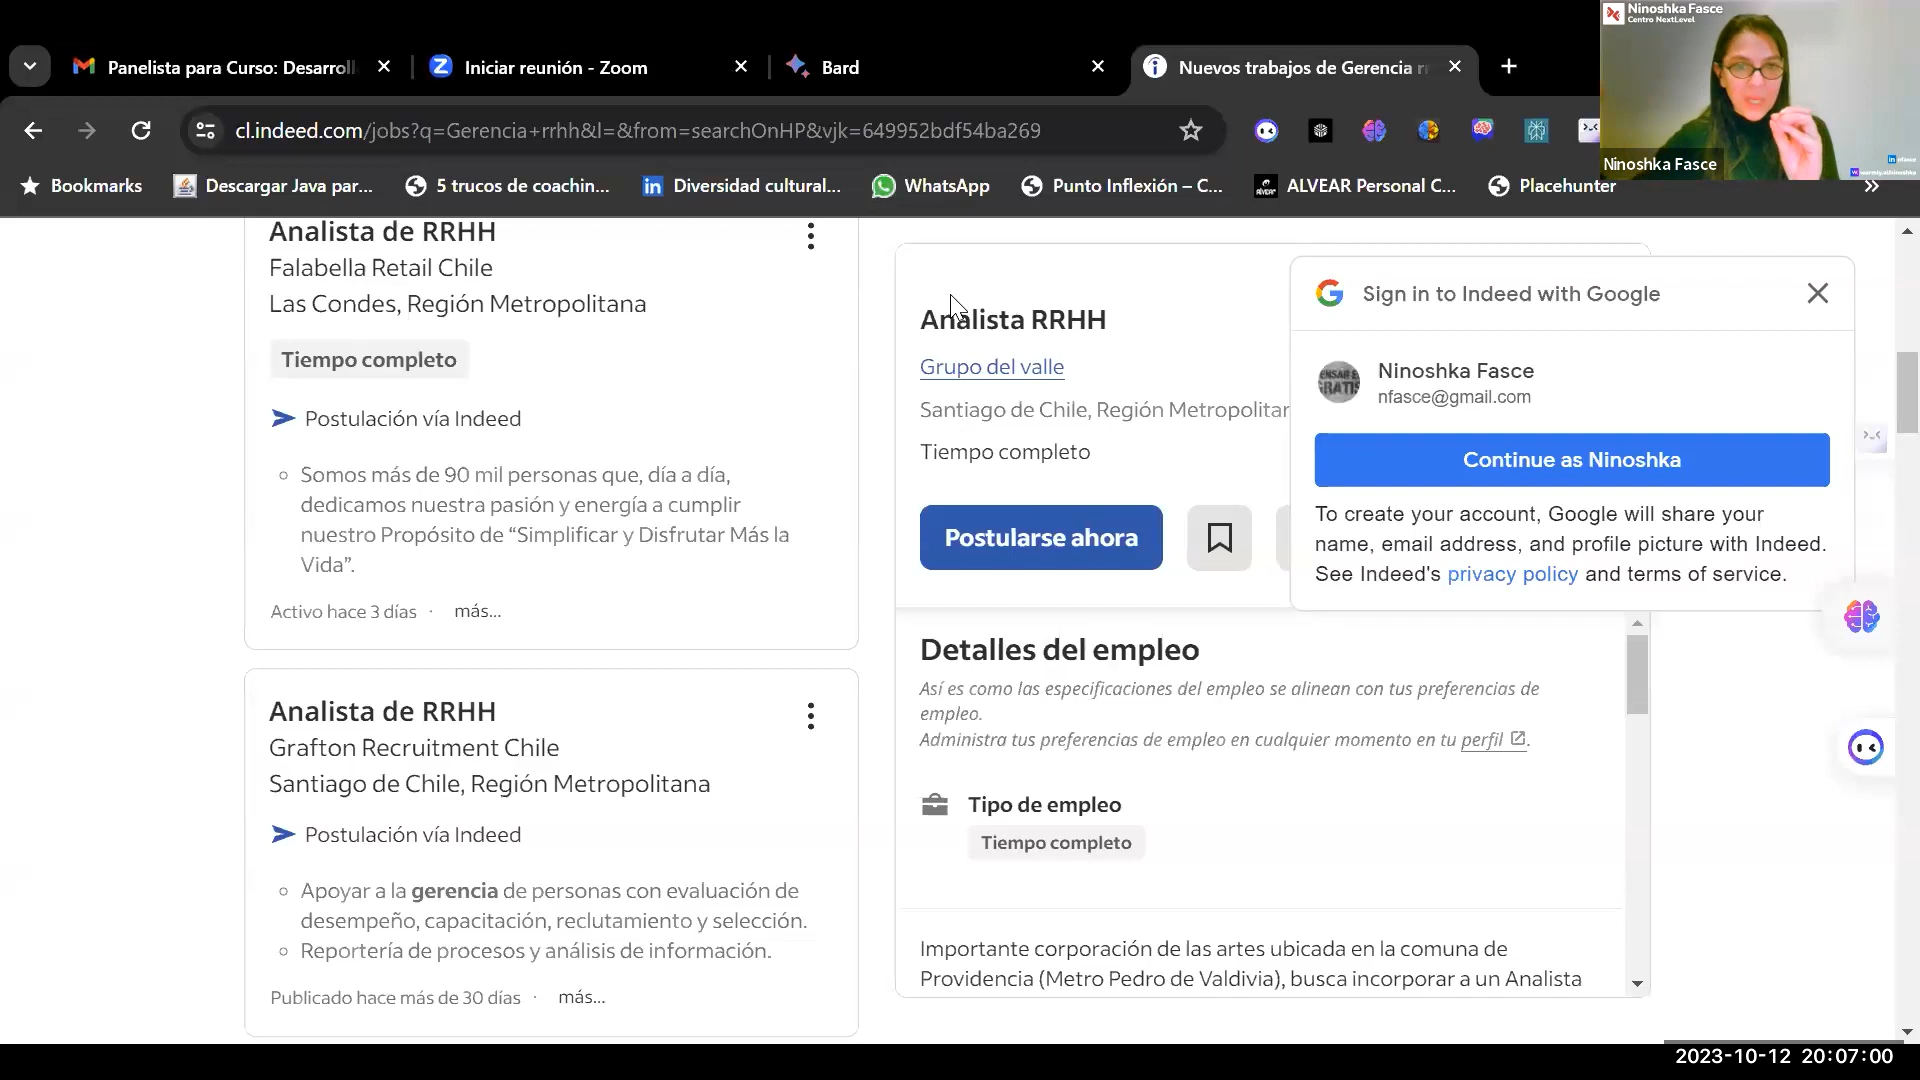 Panelista para Curso: Desarroll
Iniciar reunión - Zoom
Bard
Nuevos trabajos de Gerencia rr
Ninoshka Fasce
Centro NextLevel
Ninoshka Fasce
cl.indeed.com/jobs?q=Gerencia+rrhh&l=&from=searchOnHP&vjk=649952bdf54ba269
Bookmarks
Descargar Java par...
5 trucos de coachin...
Diversidad cultural...
WhatsApp
Punto Inflexión – C...
ALVEAR Personal C...
Placehunter
Analista de RRHH
Falabella Retail Chile
Las Condes, Región Metropolitana
Tiempo completo
Postulación vía Indeed
Somos más de 90 mil personas que, día a día,
dedicamos nuestra pasión y energía a cumplir
nuestro Propósito de “Simplificar y Disfrutar Más la
Vida”.
Activo hace 3 días · más...
Analista de RRHH
Grafton Recruitment Chile
Santiago de Chile, Región Metropolitana
Postulación vía Indeed
Apoyar a la gerencia de personas con evaluación de
desempeño, capacitación, reclutamiento y selección.
Reportería de procesos y análisis de información.
Publicado hace más de 30 días · más...
Analista RRHH
Grupo del valle
Santiago de Chile, Región Metropolitar
Tiempo completo
Postularse ahora
Detalles del empleo
Así es como las especificaciones del empleo se alinean con tus preferencias de
empleo.
Administra tus preferencias de empleo en cualquier momento en tu perfil.
Tipo de empleo
Tiempo completo
Importante corporación de las artes ubicada en la comuna de
Providencia (Metro Pedro de Valdivia), busca incorporar a un Analista
Sign in to Indeed with Google
Ninoshka Fasce
nfasce@gmail.com
Continue as Ninoshka
To create your account, Google will share your
name, email address, and profile picture with Indeed.
See Indeed's privacy policy and terms of service.
2023-10-12 20:07:00